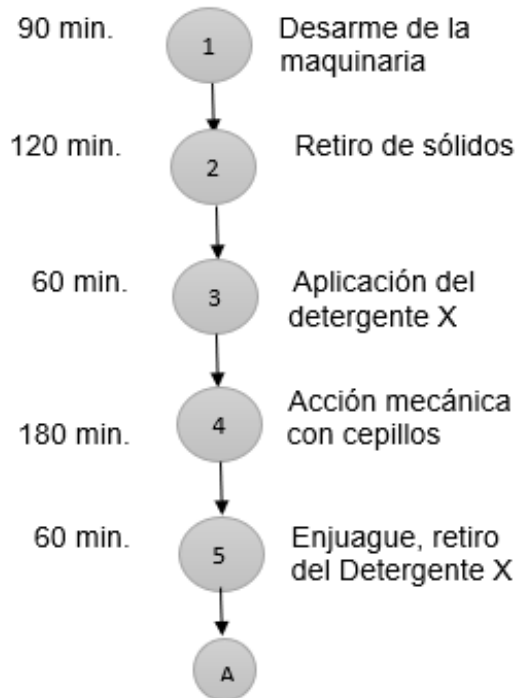 90 min.
1
Desarme de la
maquinaria
120 min.
2
Retiro de sólidos
60 min.
3
Aplicación del
detergente X
180 min.
4
Acción mecánica
con cepillos
60 min.
5
Enjuague, retiro
del Detergente X
A